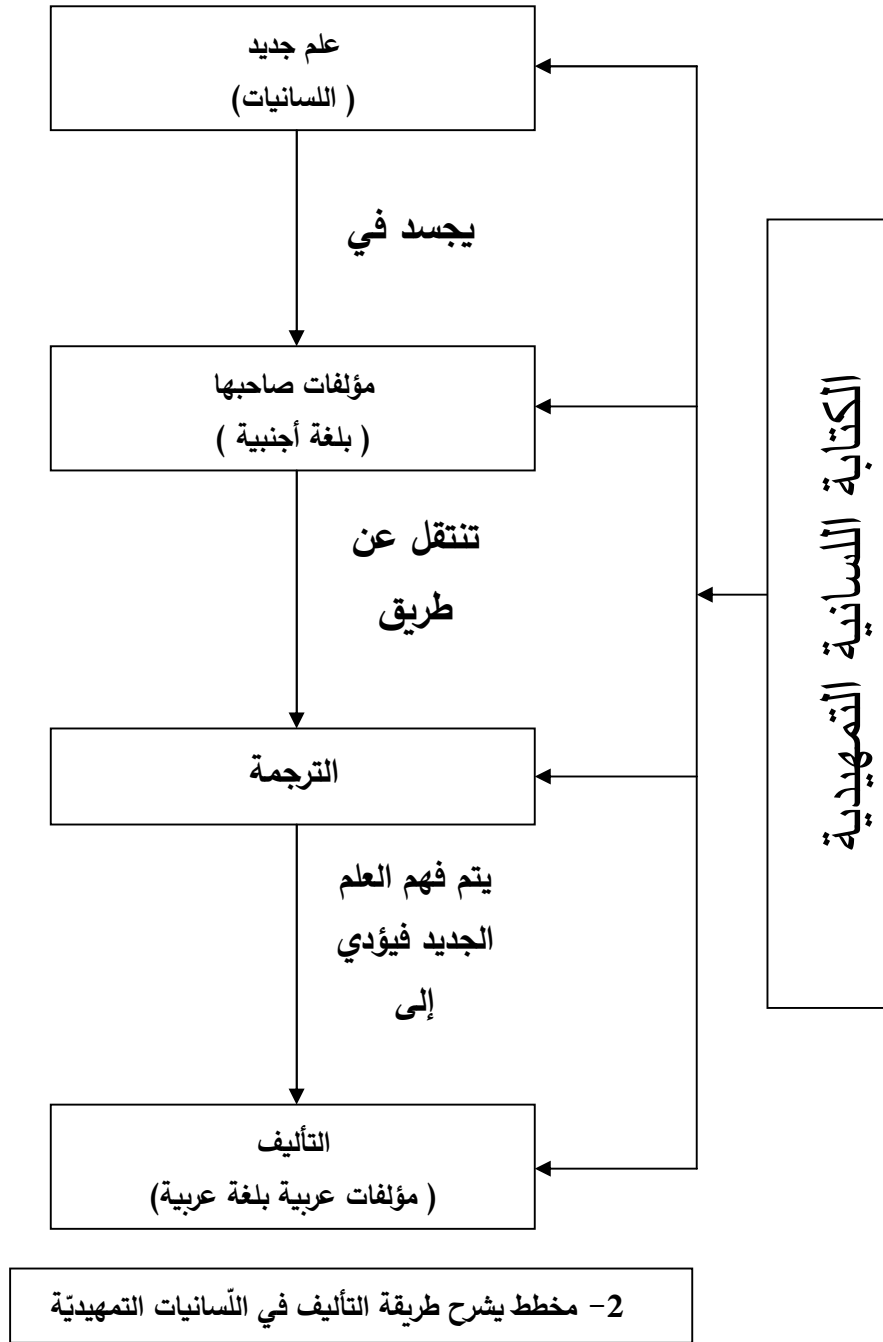 علم جديد
( اللسانيات)
يجسد في
مؤلفات صاحبها
( بلغة أجنبية )
تنتقل عن
طريق
الترجمة
يتم فهم العلم
الجديد فيؤدي
إلى
التأليف
( مؤلفات عربية بلغة عربية)
الكتابة اللسانية التمهيدية
2- مخطط يشرح طريقة التأليف في اللّسانيات التمهيديّة